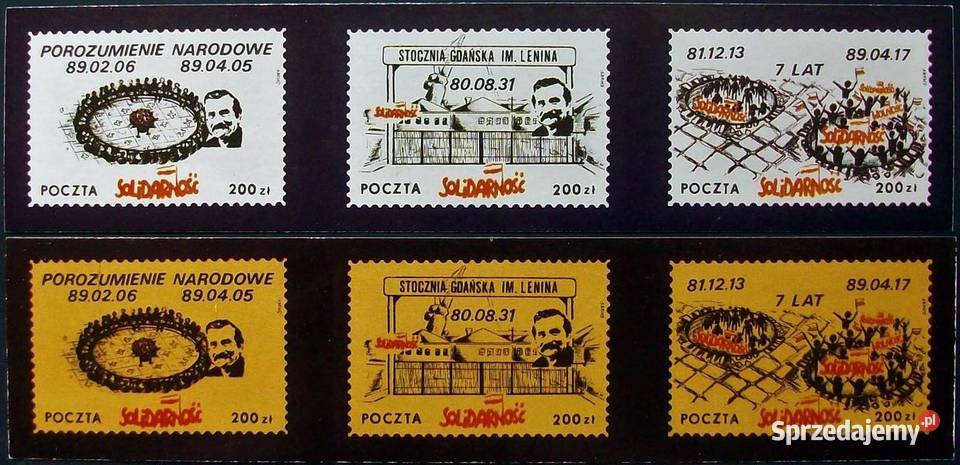 POROZUMIENIE NARODOWE
89.02.06 89.04.05
POCZTA SOLIDARNOŚĆ 200 zł
STOCZNIA GDAŃSKA IM. LENINA
80.08.31
SOLIDARNOŚĆ
POCZTA SOLIDARNOŚĆ 200 zł
81.12.13 89.04.17
7 LAT
SOLIDARNOŚĆ
SOLIDARNOŚĆ
SOLIDARNOŚĆ
POCZTA SOLIDARNOŚĆ 200 zł
POROZUMIENIE NARODOWE
89.02.06 89.04.05
POCZTA SOLIDARNOŚĆ 200 zł
STOCZNIA GDAŃSKA IM. LENINA
80.08.31
SOLIDARNOŚĆ
POCZTA SOLIDARNOŚĆ 200 zł
81.12.13 89.04.17
7 LAT
SOLIDARNOŚĆ
SOLIDARNOŚĆ
POCZTA SOLIDARNOŚĆ 200 zł
Sprzedajemy.pl